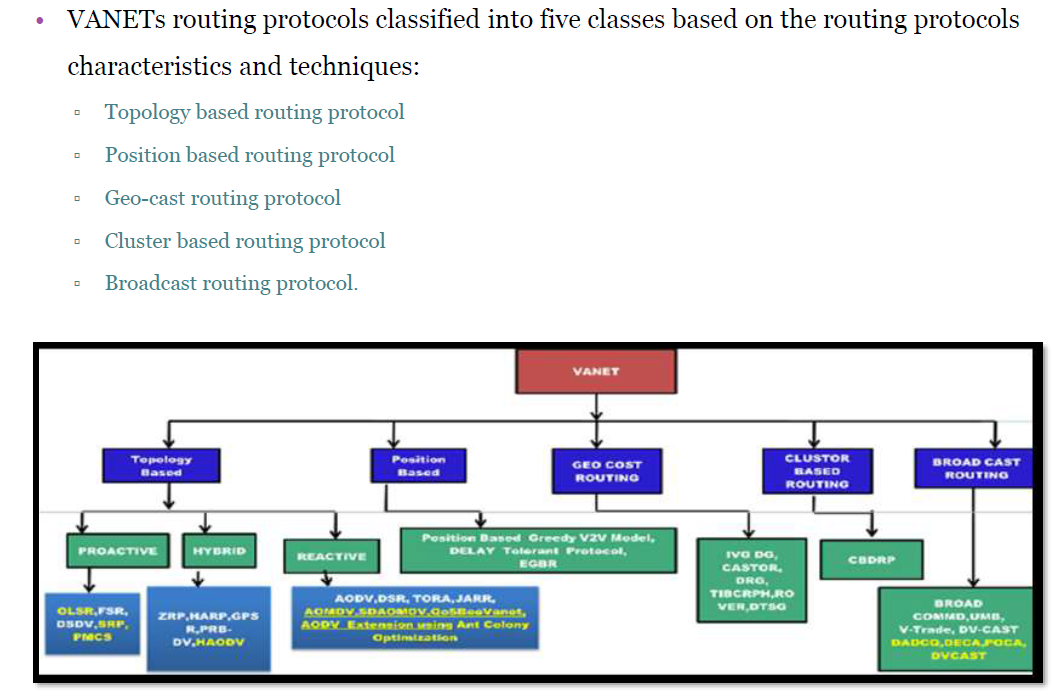 VANETs routing protocols classified into five classes based on the routing protocols
characteristics and techniques:
Topology based routing protocol
Position based routing protocol
Geo-cast routing protocol
Cluster based routing protocol
Broadcast routing protocol.
VANET
Topology
Based
Position
Based
GEO COST
ROUTING
CLUSTOR
BASED
ROUTING
BROAD CAST
ROUTING
PROACTIVE
HYBRID
REACTIVE
Position Based Greedy V2V Model,
DELAY Tolerant Protocol,
EGBR
IVG DG,
CASTOR,
DRG,
TIBCRPH,RO
VER,DTSG
CBDRP
OLSR,FSR,
DSDV,SRP,
PMCS
ZRP,HARP,GPS
R,PRB-
DV,HAODV
AODV,DSR, TORA,JARR,
AOMDV,SDAOMDV,QoSBeeVanet,
AODV Extension using Ant Colony
Optimization
BROAD
COMMD,UMB,
V-Trade, DV-CAST
DADCQ,DECA,POCA,
DVCAST